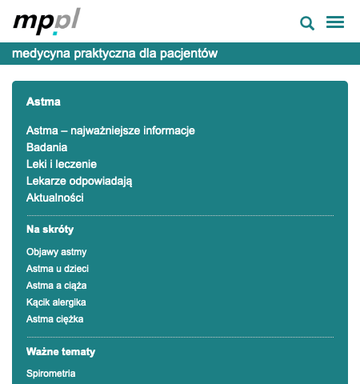 mp.pl
medycyna praktyczna dla pacjentów
Astma
Astma – najważniejsze informacje
Badania
Leki i leczenie
Lekarze odpowiadają
Aktualności
Na skróty
Objawy astmy
Astma u dzieci
Astma a ciąża
Kącik alergika
Astma ciężka
Ważne tematy
Spirometria